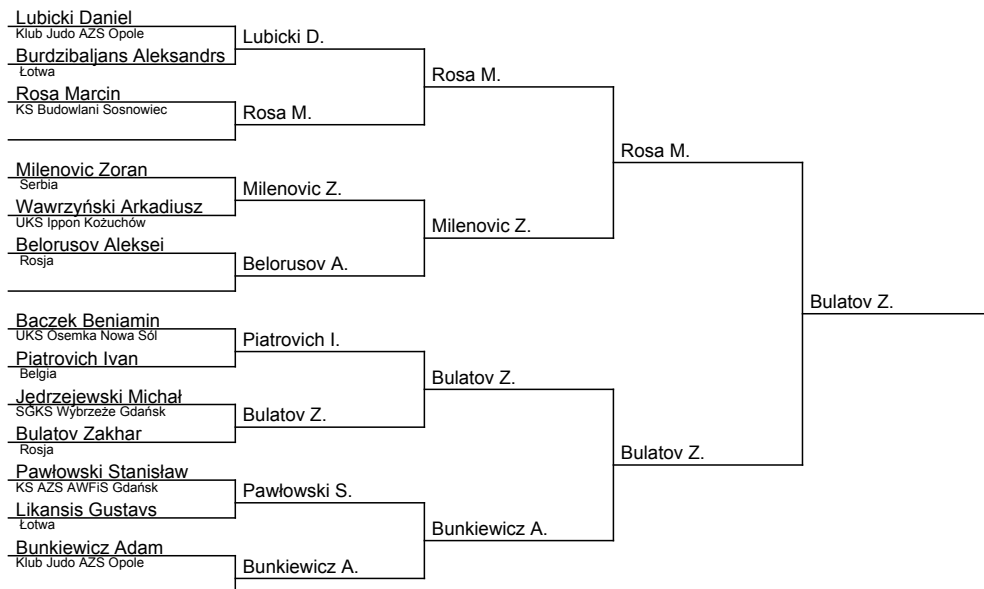 Lubicki Daniel
Klub Judo AZS Opole
Lubicki D.
Burdzibaljans Aleksandrs
Łotwa
Rosa M.
Rosa Marcin
KS Budowlani Sosnowiec
Rosa M.
Rosa M.
Milenovic Zoran
Serbia
Milenovic Z.
Wawrzyński Arkadiusz
UKS Ippon Kożuchów
Milenovic Z.
Belorusov Aleksei
Rosja
Belorusov A.
Bulatov Z.
Baczek Beniamin
UKS Ósemka Nowa Sól
Piatrovich I.
Piatrovich Ivan
Belgia
Bulatov Z.
Jędrzejewski Michał
SGKS Wybrzeże Gdańsk
Bulatov Z.
Bulatov Zakhar
Rosja
Bulatov Z.
Pawłowski Stanisław
KS AZS AWFiS Gdańsk
Pawłowski S.
Likansis Gustavs
Łotwa
Bunkiewicz A.
Bunkiewicz Adam
Klub Judo AZS Opole
Bunkiewicz A.